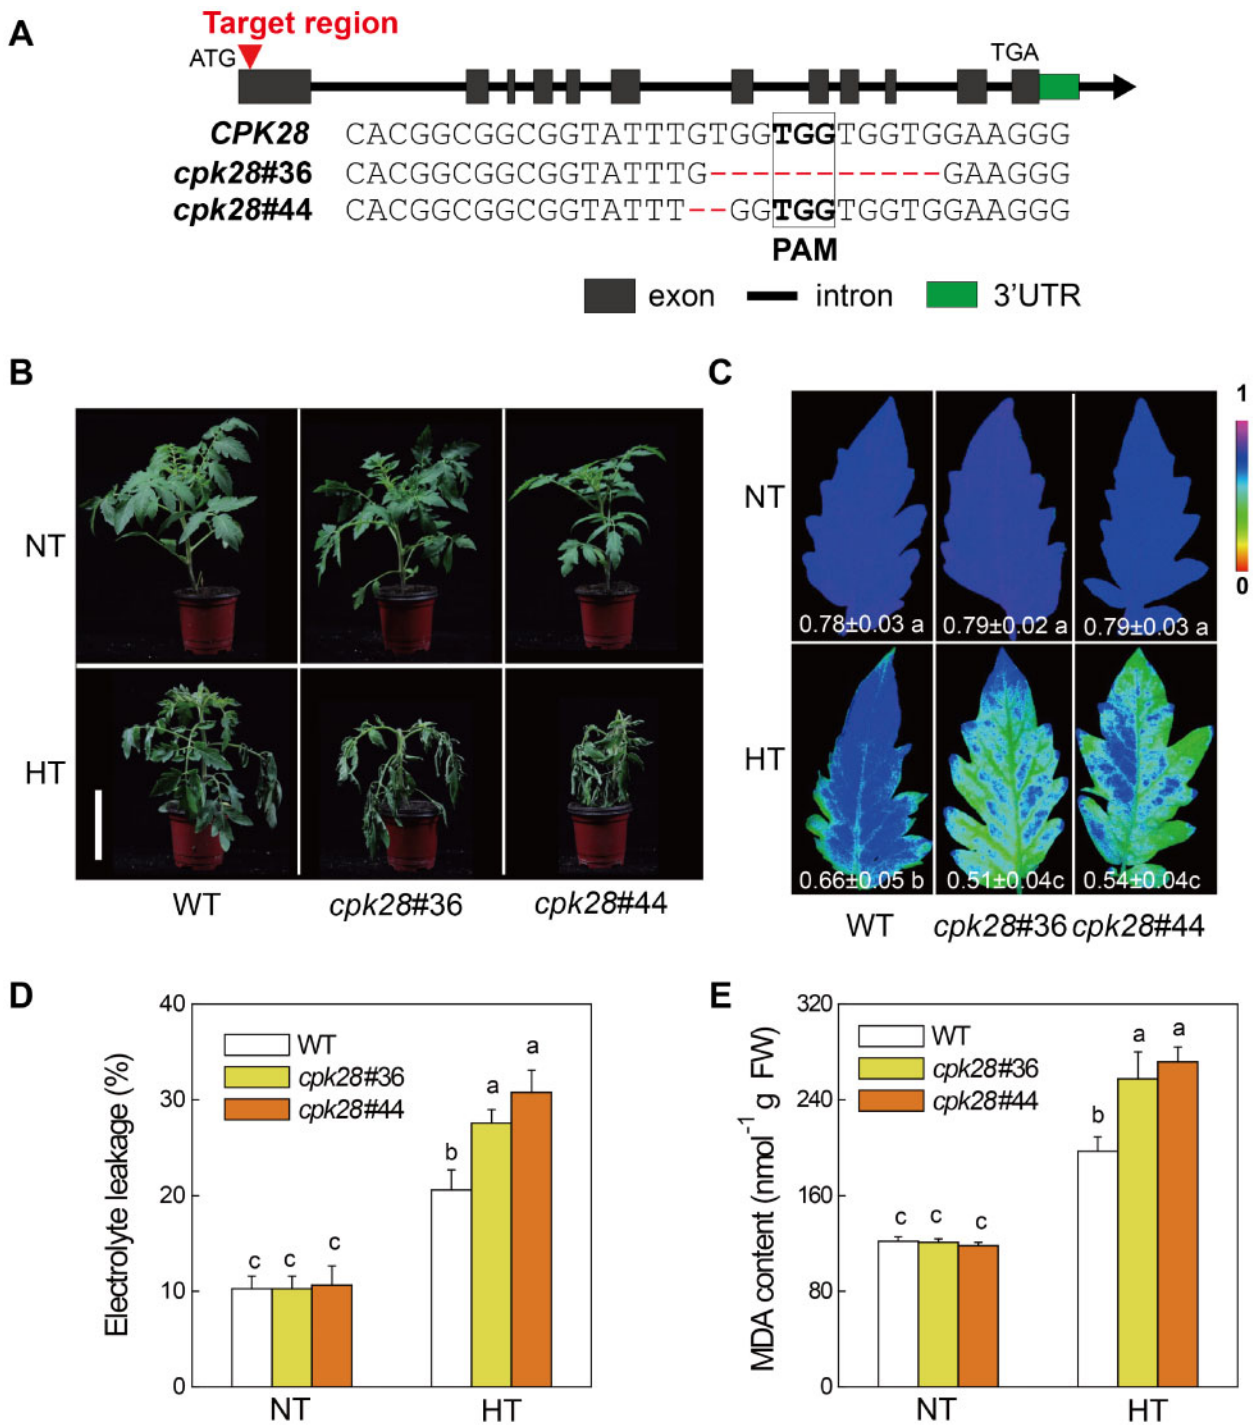 A
Target region
ATG
TGA
CPK28 CACGGCGGCGGTATTTGTGGTGGTGGTGGAAGGG
cpk28#36 CACGGCGGCGGTATTTG-----------GAAGGG
cpk28#44 CACGGCGGCGGTATTT--GGTGGTGGTGGAAGGG
PAM
exon intron 3'UTR
B
NT
HT
WT cpk28#36 cpk28#44
C
1
0
NT
0.78±0.03 a 0.79±0.02 a 0.79±0.03 a
HT
0.66±0.05 b 0.51±0.04c 0.54±0.04c
WT cpk28#36 cpk28#44
D
Electrolyte leakage (%)
40
30
20
10
0
WT
cpk28#36
cpk28#44
c c c
b a a
NT HT
E
MDA content (nmol⁻¹ g FW)
320
240
160
80
0
WT
cpk28#36
cpk28#44
c c c
b a a
NT HT